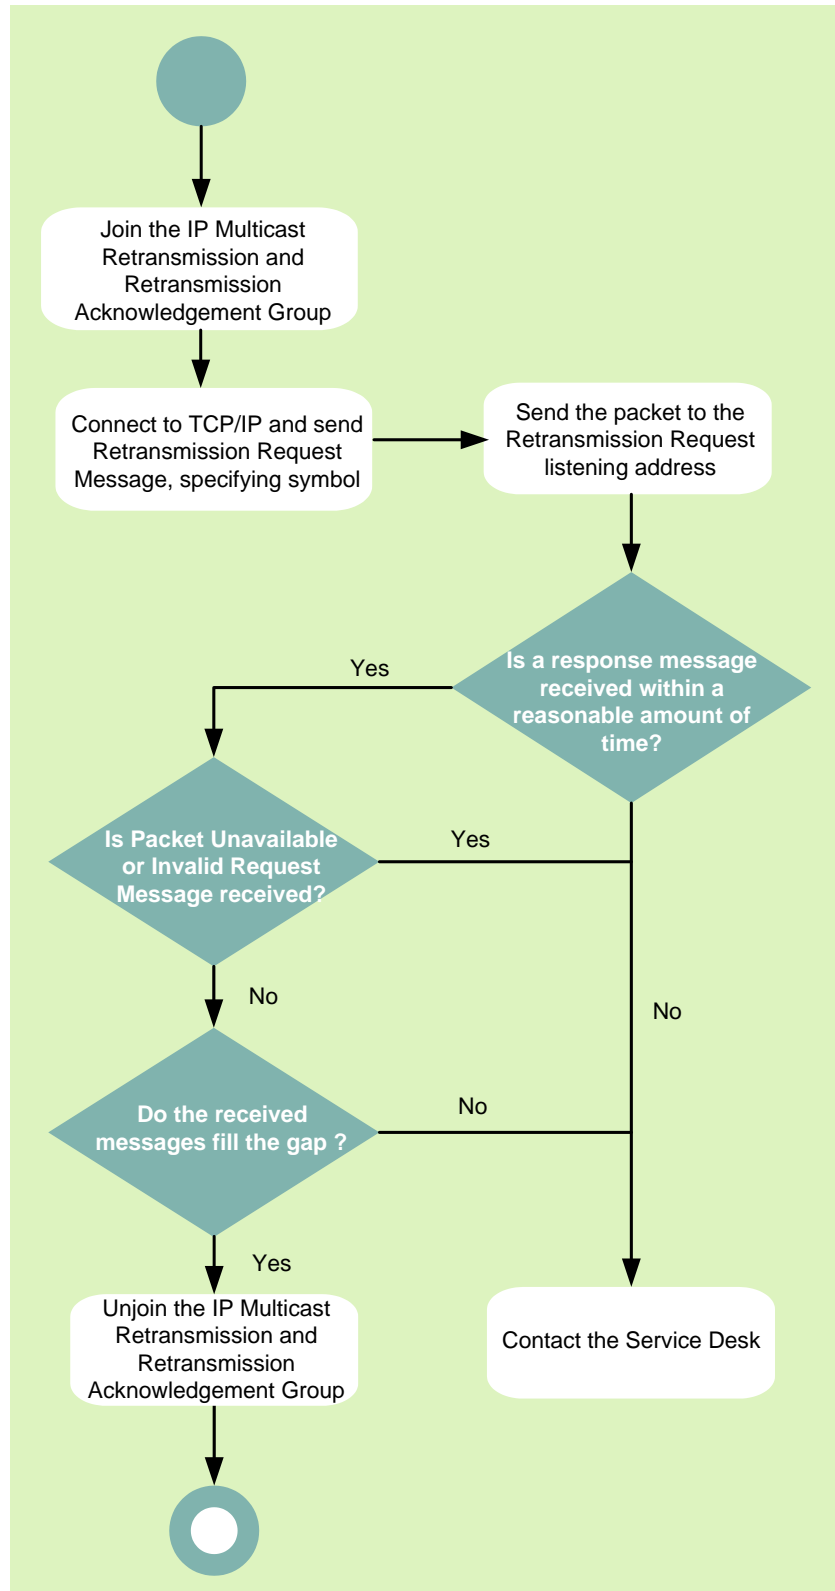 Join the IP Multicast
Retransmission and
Retransmission
Acknowledgement Group
Connect to TCP/IP and send
Retransmission Request
Message, specifying symbol
Send the packet to the
Retransmission Request
listening address
Is a response message
received within a
reasonable amount of
time?
Yes
Is Packet Unavailable
or Invalid Request
Message received?
Yes
No
No
Do the received
messages fill the gap ?
No
Yes
Unjoin the IP Multicast
Retransmission and
Retransmission
Acknowledgement Group
Contact the Service Desk